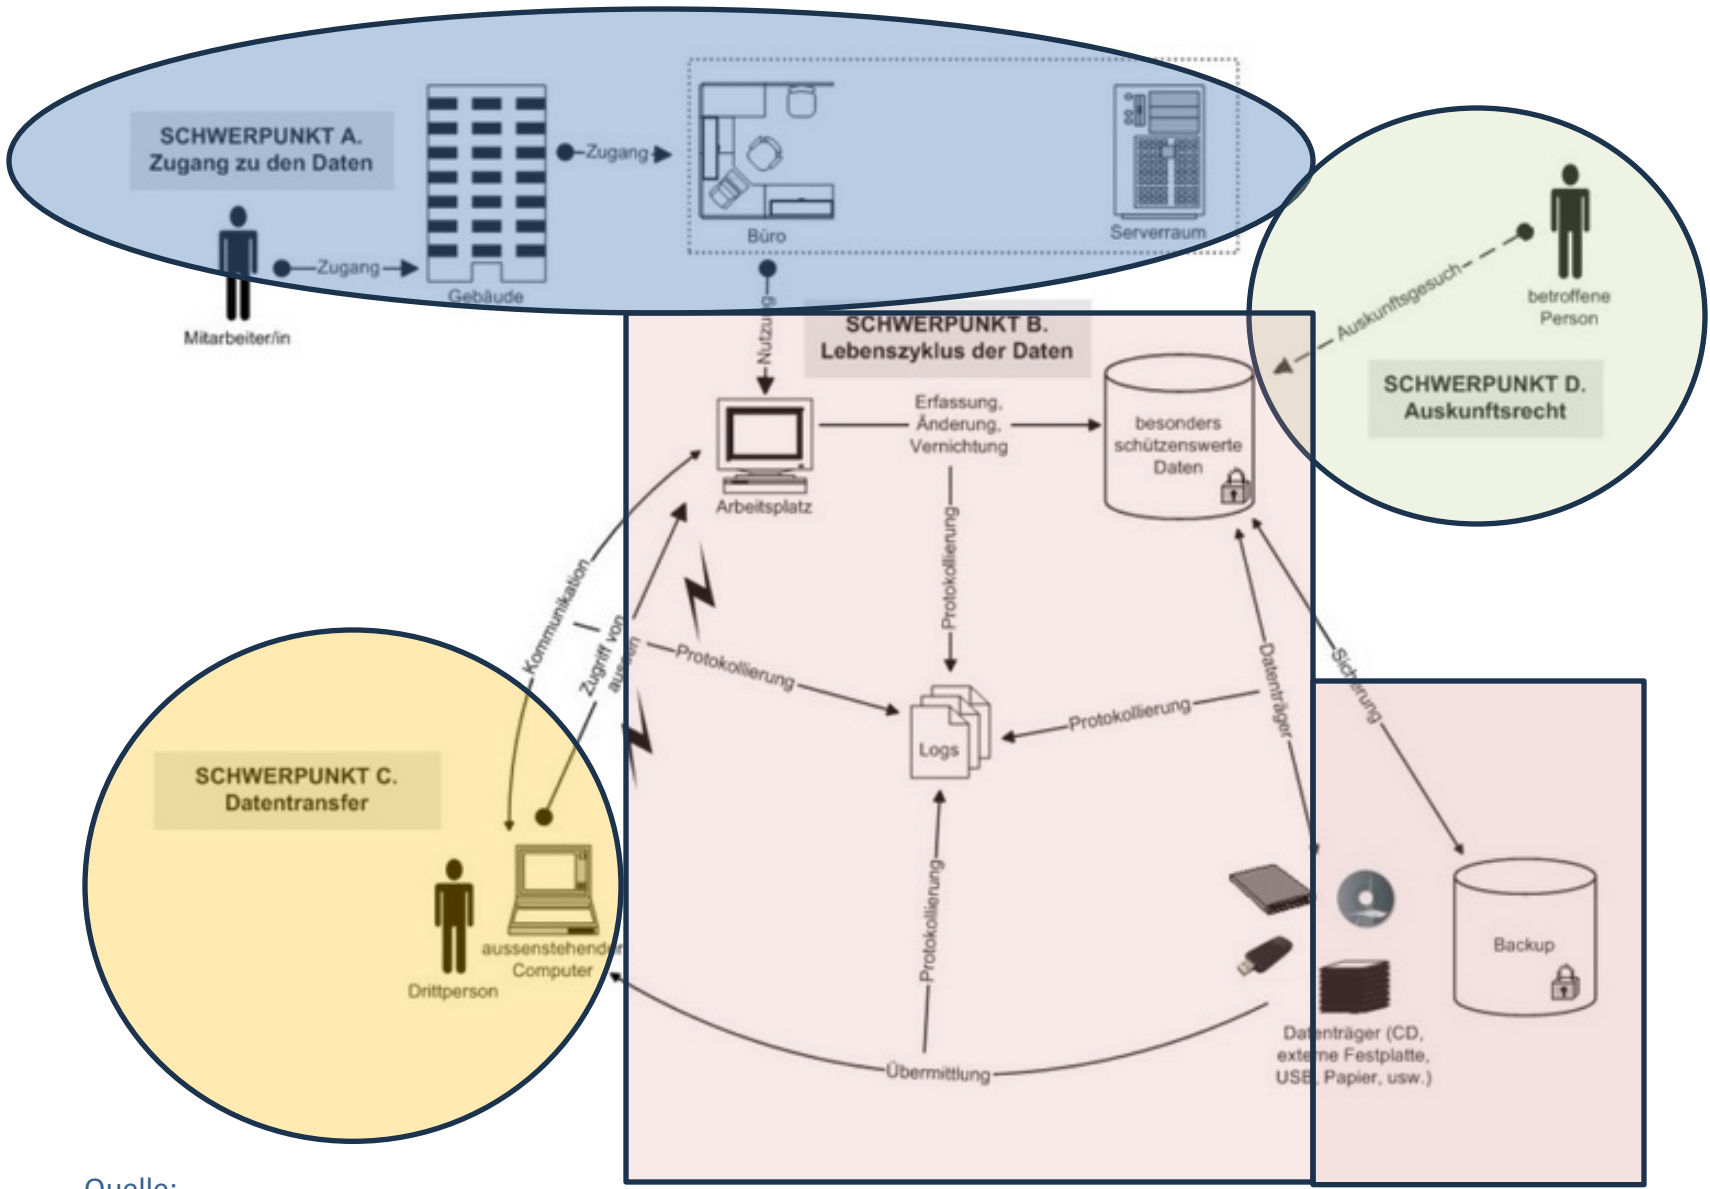 SCHWERPUNKT A.
Zugang zu den Daten
Zugang
Büro
Serverraum
Zugang
Gebäude
Mitarbeiter/in
Auskunftsgesuch
betroffene
Person
SCHWERPUNKT D.
Auskunftsrecht
Nutzung
SCHWERPUNKT B.
Lebenszyklus der Daten
Erfassung,
Änderung,
Vernichtung
besonders
schützenswerte
Daten
Arbeitsplatz
Protokollierung
Kommunikation
Zugriff von
aussen
Protokollierung
Logs
Protokollierung
Datenträger
Sicherung
SCHWERPUNKT C.
Datentransfer
Protokollierung
aussenstehender
Computer
Drittperson
Backup
Datenträger (CD,
externe Festplatte,
USB, Papier, usw.)
Übermittlung
Quelle: